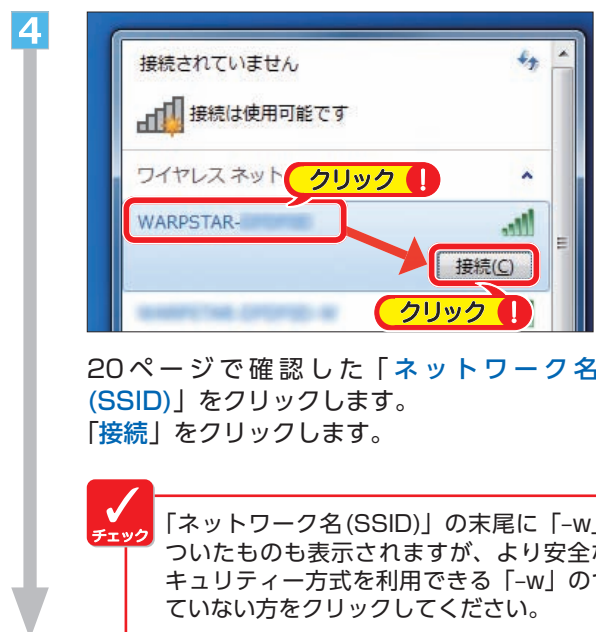 4
接続されていません
接続は使用可能です
ワイヤレス ネット
クリック !
WARPSTAR-
接続(C)
クリック !
20ページで確認した「ネットワーク名
(SSID)」をクリックします。
「接続」をクリックします。
チェック
「ネットワーク名(SSID)」の末尾に「–w」
ついたものも表示されますが、より安全な
キュリティー方式を利用できる「–w」のつ
ていない方をクリックしてください。